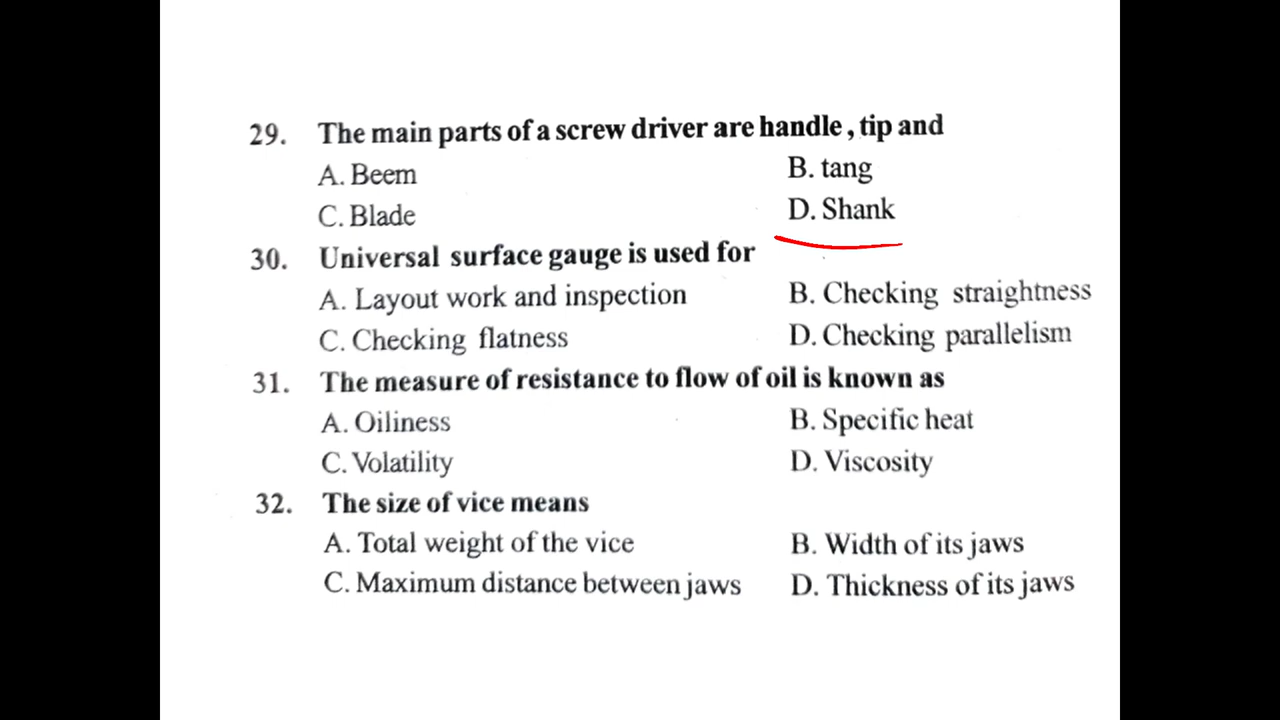 29. The main parts of a screw driver are handle , tip and
A. Beem B. tang
C. Blade D. Shank
30. Universal surface gauge is used for
A. Layout work and inspection B. Checking straightness
C. Checking flatness D. Checking parallelism
31. The measure of resistance to flow of oil is known as
A. Oiliness B. Specific heat
C. Volatility D. Viscosity
32. The size of vice means
A. Total weight of the vice B. Width of its jaws
C. Maximum distance between jaws D. Thickness of its jaws